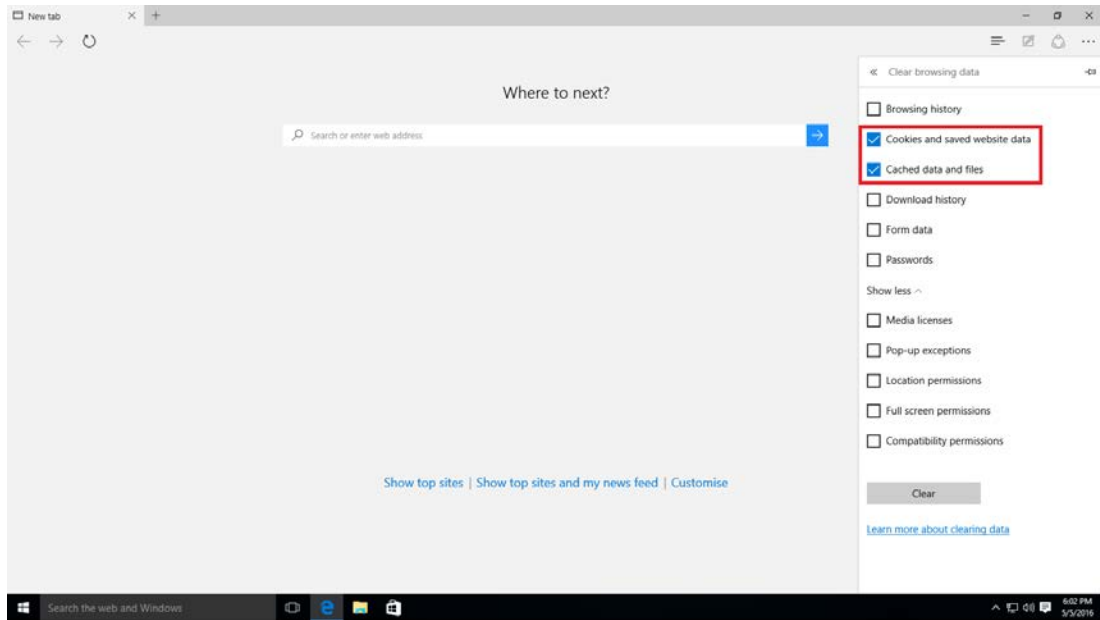 New tab
Clear browsing data
Where to next?
Browsing history
Search or enter web address
Cookies and saved website data
Cached data and files
Download history
Form data
Passwords
Show less
Media licenses
Pop-up exceptions
Location permissions
Full screen permissions
Compatibility permissions
Show top sites | Show top sites and my news feed | Customise
Clear
Learn more about clearing data
Search the web and Windows
6:02 PM
5/5/2016